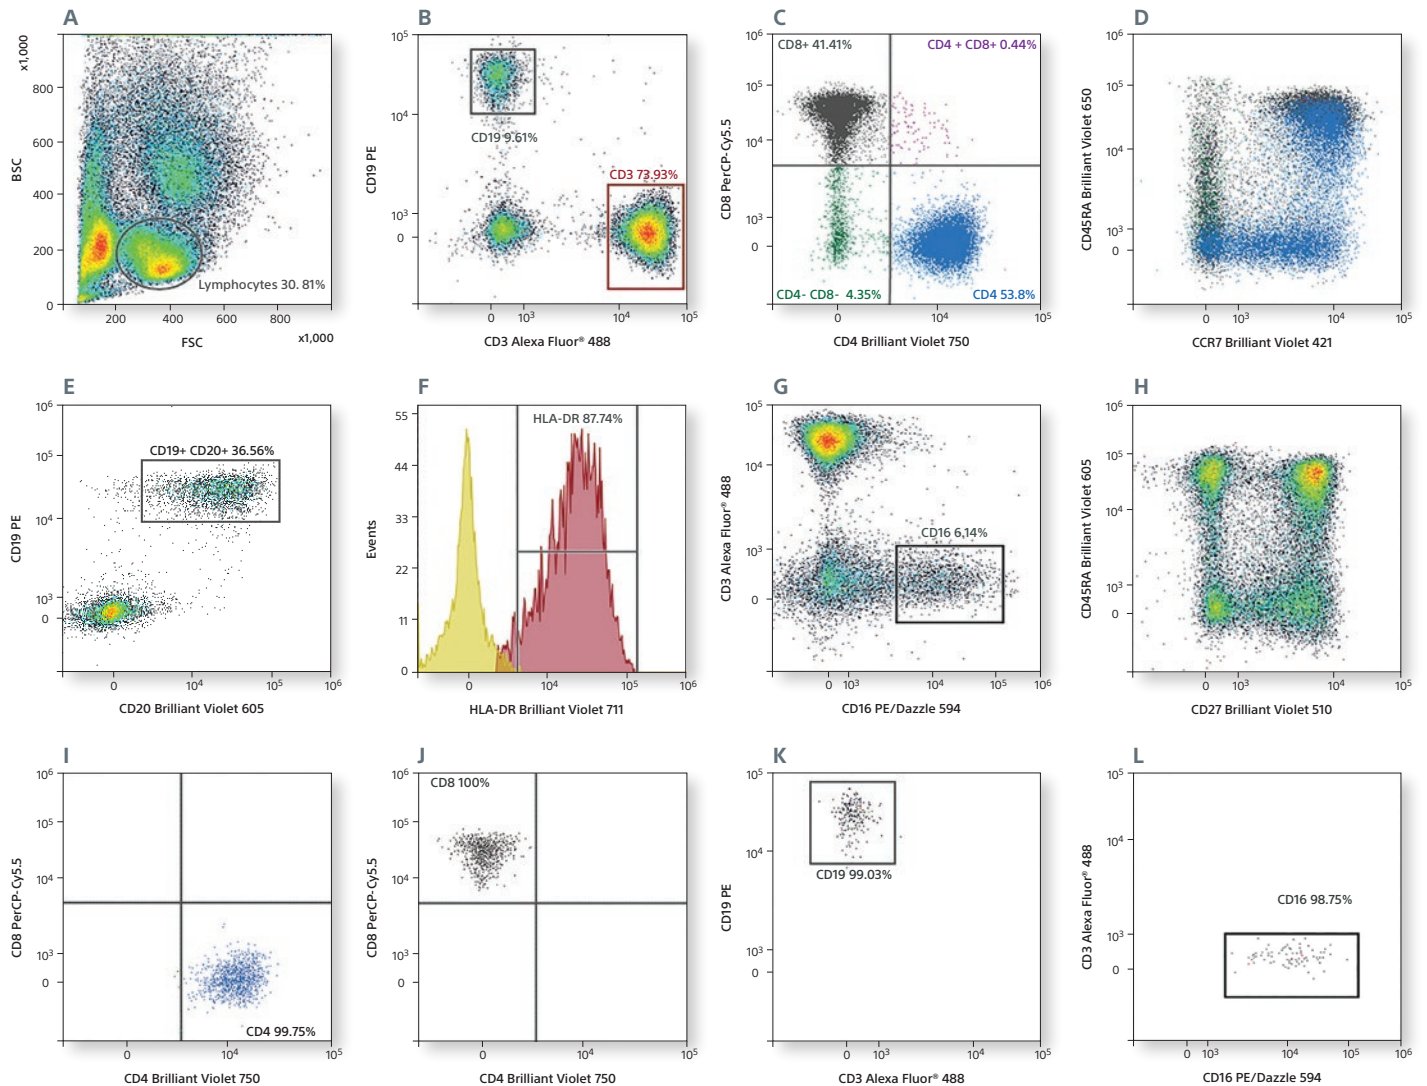 A
x1,000
BSC
800
600
400
200
0
Lymphocytes 30. 81%
200 400 600 800
FSC
x1,000
B
CD19 PE
10⁵
10⁴
10³
0
CD19 9.61%
CD3 73.93%
0 10³ 10⁴ 10⁵
CD3 Alexa Fluor® 488
C
CD8 PerCP-Cy5.5
10⁶
10⁵
10⁴
10³
0
CD8+ 41.41%
CD4 + CD8+ 0.44%
CD4- CD8- 4.35%
CD4 53.8%
0 10⁴ 10⁵
CD4 Brilliant Violet 750
D
CD45RA Brilliant Violet 650
10⁶
10⁵
10⁴
10³
0
0 10³ 10⁴ 10⁵
CCR7 Brilliant Violet 421
E
CD19 PE
10⁶
10⁵
10⁴
10³
0
CD19+ CD20+ 36.56%
0 10⁴ 10⁵ 10⁶
CD20 Brilliant Violet 605
F
Events
55
44
33
22
11
0
HLA-DR 87.74%
0 10⁴ 10⁵ 10⁶
HLA-DR Brilliant Violet 711
G
CD3 Alexa Fluor® 488
10⁵
10⁴
10³
0
CD16 6.14%
0 10³ 10⁴ 10⁵ 10⁶
CD16 PE/Dazzle 594
H
CD45RA Brilliant Violet 605
10⁶
10⁵
10⁴
10³
0
0 10³ 10⁴ 10⁵
CD27 Brilliant Violet 510
I
CD8 PerCP-Cy5.5
10⁶
10⁵
10⁴
10³
0
CD4 99.75%
0 10⁴ 10⁵
CD4 Brilliant Violet 750
J
CD8 PerCP-Cy5.5
10⁶
10⁵
10⁴
10³
0
CD8 100%
0 10⁴ 10⁵
CD4 Brilliant Violet 750
K
CD19 PE
10⁵
10⁴
10³
0
CD19 99.03%
0 10³ 10⁴ 10⁵
CD3 Alexa Fluor® 488
L
CD3 Alexa Fluor® 488
10⁵
10⁴
10³
0
CD16 98.75%
0 10³ 10⁴ 10⁵ 10⁶
CD16 PE/Dazzle 594